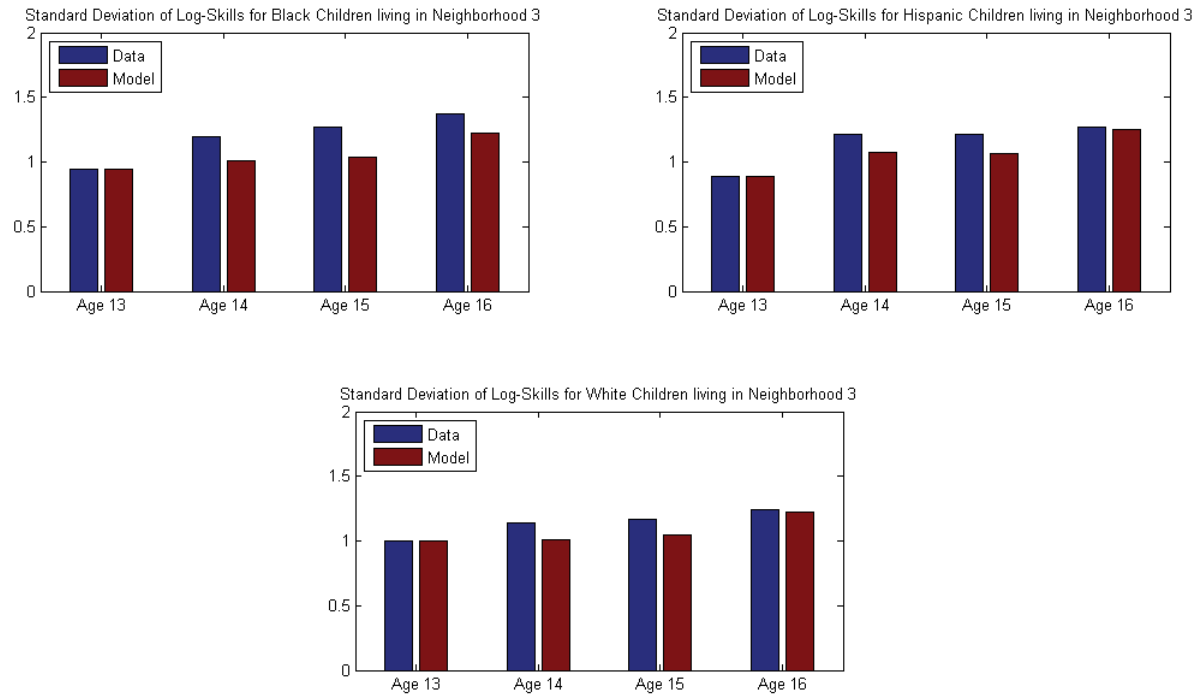 Standard Deviation of Log-Skills for Black Children living in Neighborhood 3
2
1.5
1
0.5
0
Data
Model
Age 13 Age 14 Age 15 Age 16
Standard Deviation of Log-Skills for Hispanic Children living in Neighborhood 3
2
1.5
1
0.5
0
Data
Model
Age 13 Age 14 Age 15 Age 16
Standard Deviation of Log-Skills for White Children living in Neighborhood 3
2
1.5
1
0.5
0
Data
Model
Age 13 Age 14 Age 15 Age 16